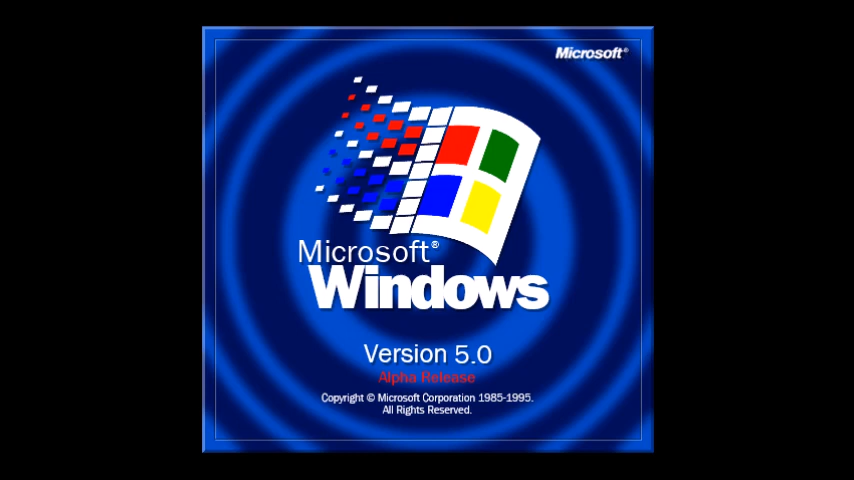 Microsoft®
Microsoft®
Windows
Version 5.0
Alpha Release
Copyright © Microsoft Corporation 1985-1995.
All Rights Reserved.